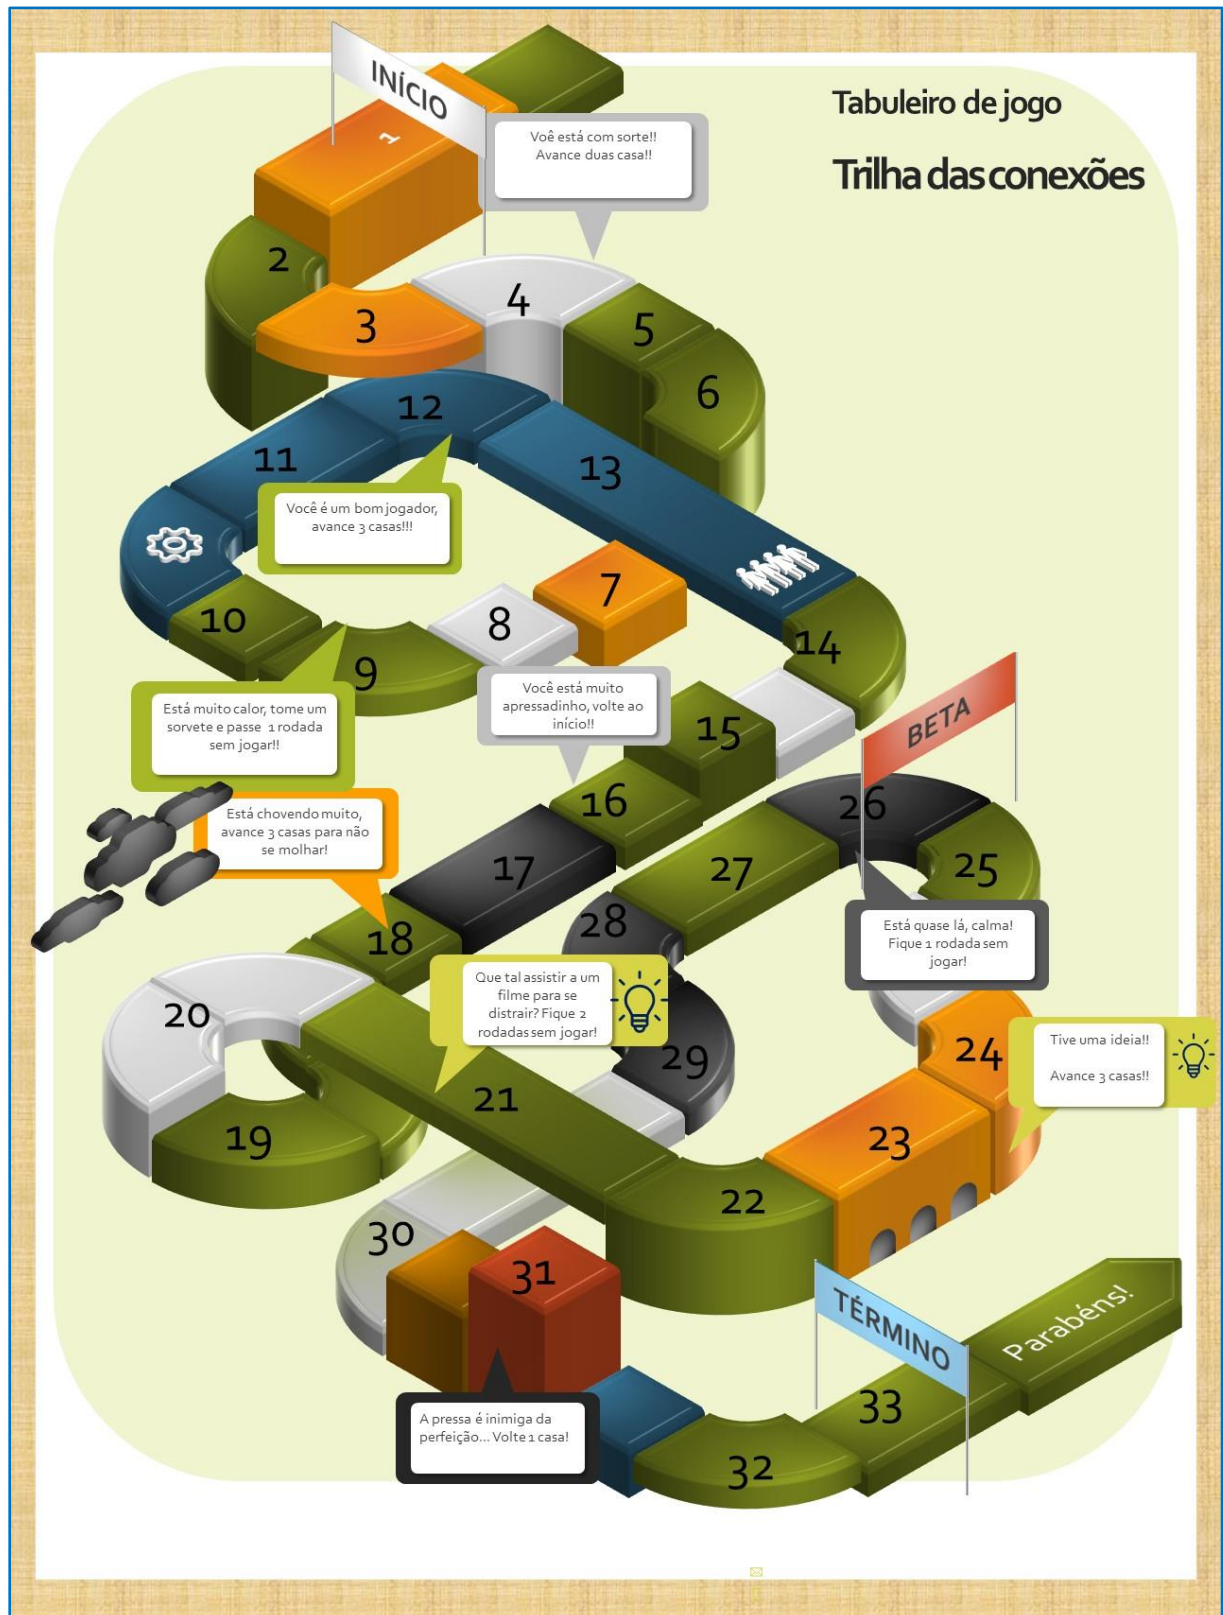 Tabuleiro de jogo
Trilha das conexões
INÍCIO
1
Voê está com sorte!!
Avance duas casa!!
2
3
4
5
6
12
11
13
Você é um bom jogador,
avance 3 casas!!!
7
8
10
9
14
Está muito calor, tome um
sorvete e passe 1 rodada
sem jogar!!
Você está muito
apressadinho, volte ao
início!!
15
BETA
16
26
Está chovendo muito,
avance 3 casas para não
se molhar!
17
27
25
18
28
Está quase lá, calma!
Fique 1 rodada sem
jogar!
Que tal assistir a um
filme para se
distrair? Fique 2
rodadas sem jogar!
20
29
24
Tive uma ideia!!
Avance 3 casas!!
21
19
23
22
30
31
TÉRMINO
Parabéns!
A pressa é inimiga da
perfeição... Volte 1 casa!
33
32